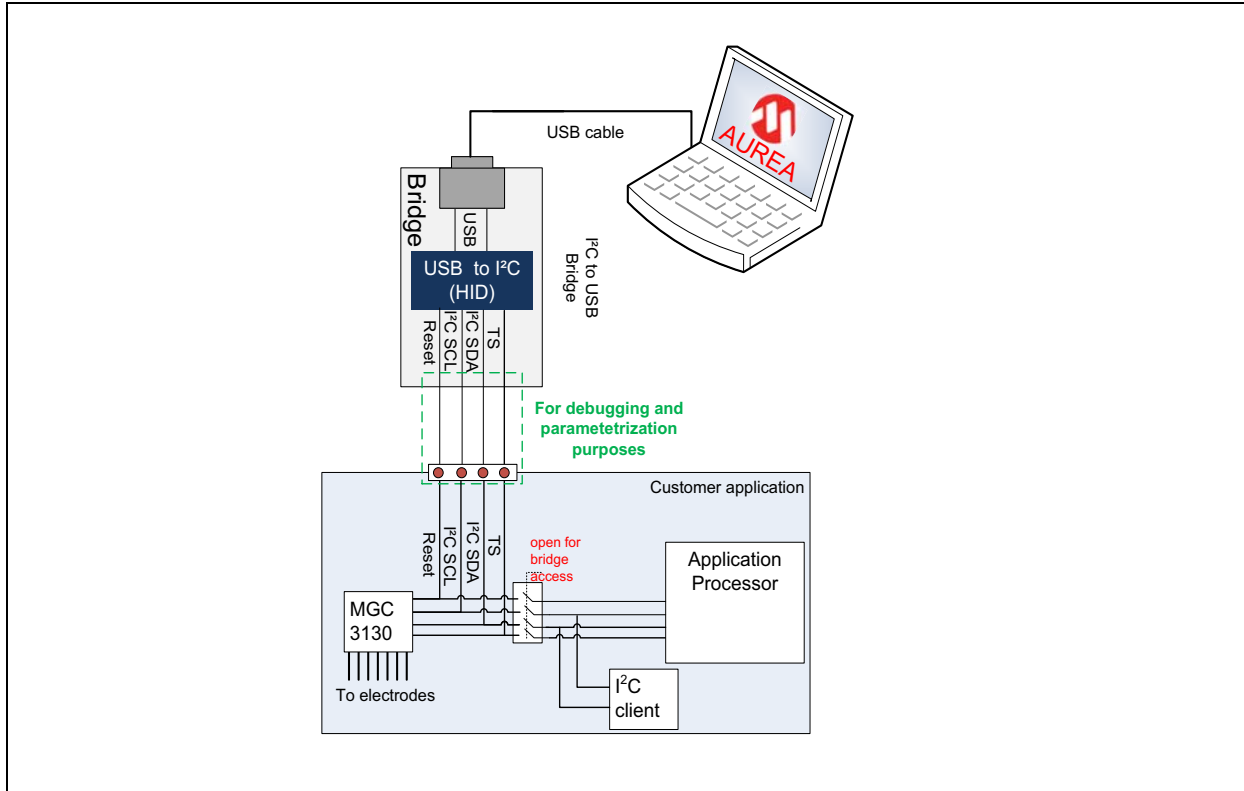 AUREA
USB cable
Bridge
USB
USB to I²C
(HID)
I²C to USB
Bridge
Reset
I²C SCL
I²C SDA
TS
For debugging and
parametetrization
purposes
Customer application
Reset
I²C SCL
I²C SDA
TS
open for
bridge
access
Application
Processor
MGC
3130
To electrodes
I²C
client